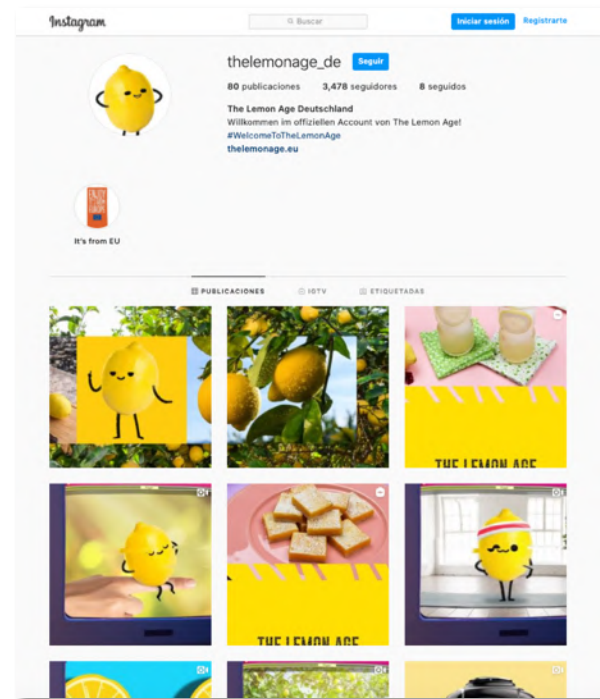 Instagram
Buscar
Iniciar sesión
Registrarte
thelemonage_de
Seguir
80 publicaciones 3,478 seguidores 8 seguidos
The Lemon Age Deutschland
Willkommen im offiziellen Account von The Lemon Age!
#WelcomeToTheLemonAge
thelemonage.eu
ENJOY
It's from EU
PUBLICACIONES
IGTV
ETIQUETADAS
THE LEMON AGE
THE LEMON AGE